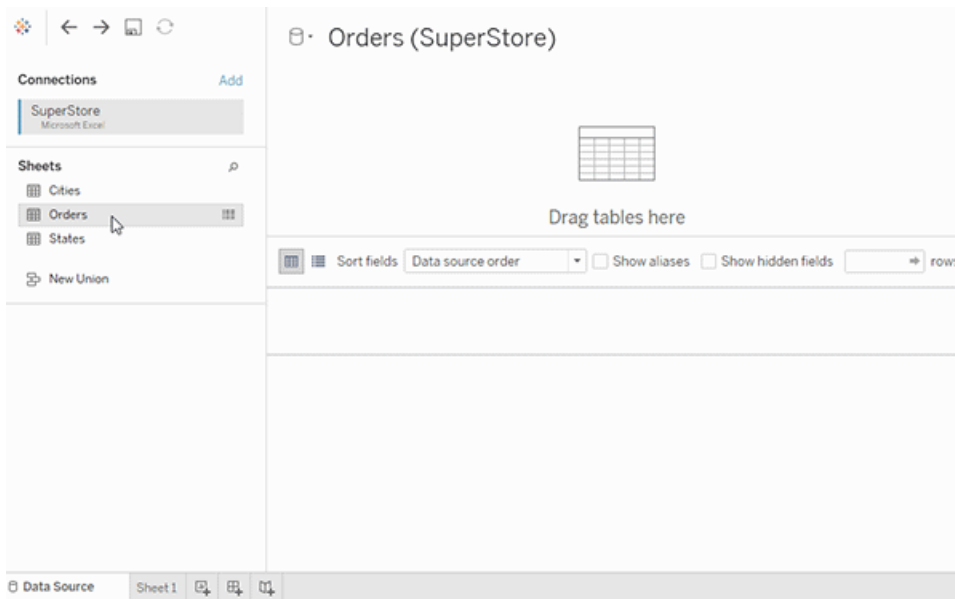 Orders (SuperStore)
Connections
Add
SuperStore
Microsoft Excel
Sheets
Cities
Orders
States
New Union
Drag tables here
Sort fields
Data source order
Show aliases
Show hidden fields
rows
Data Source
Sheet 1